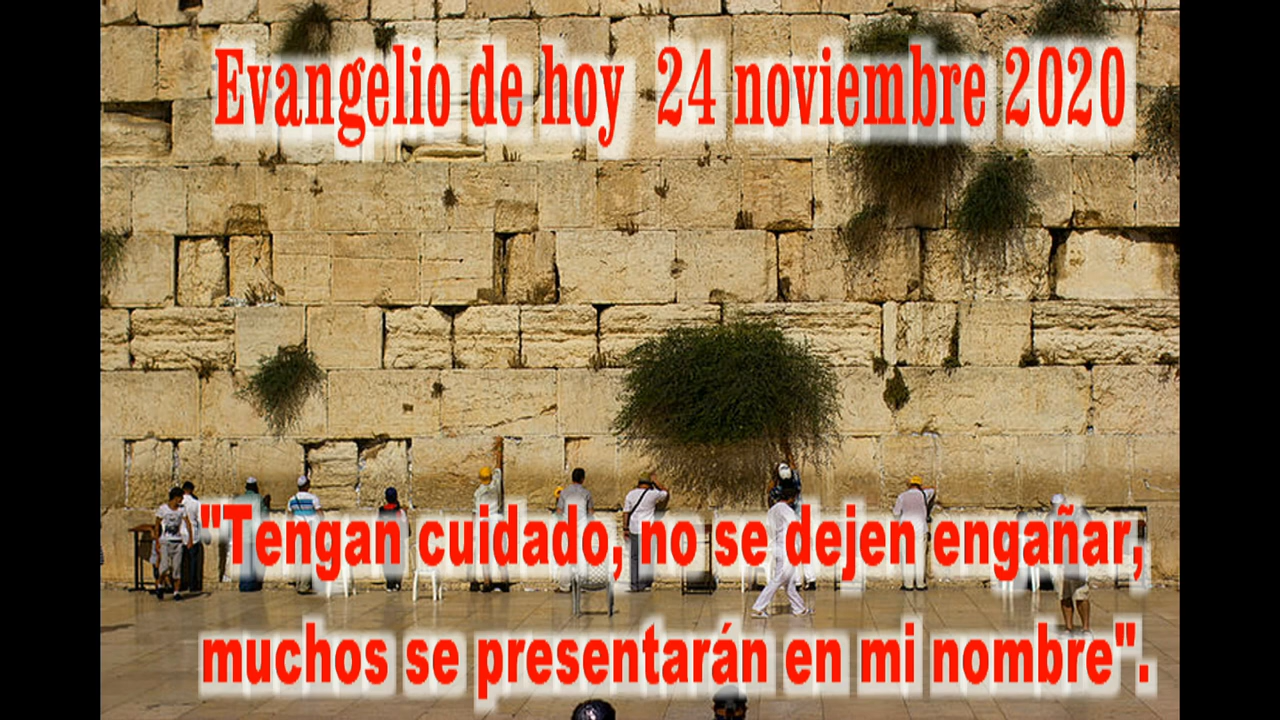 Evangelio de hoy 24 noviembre 2020
"Tengan cuidado, no se dejen engañar,
muchos se presentarán en mi nombre".